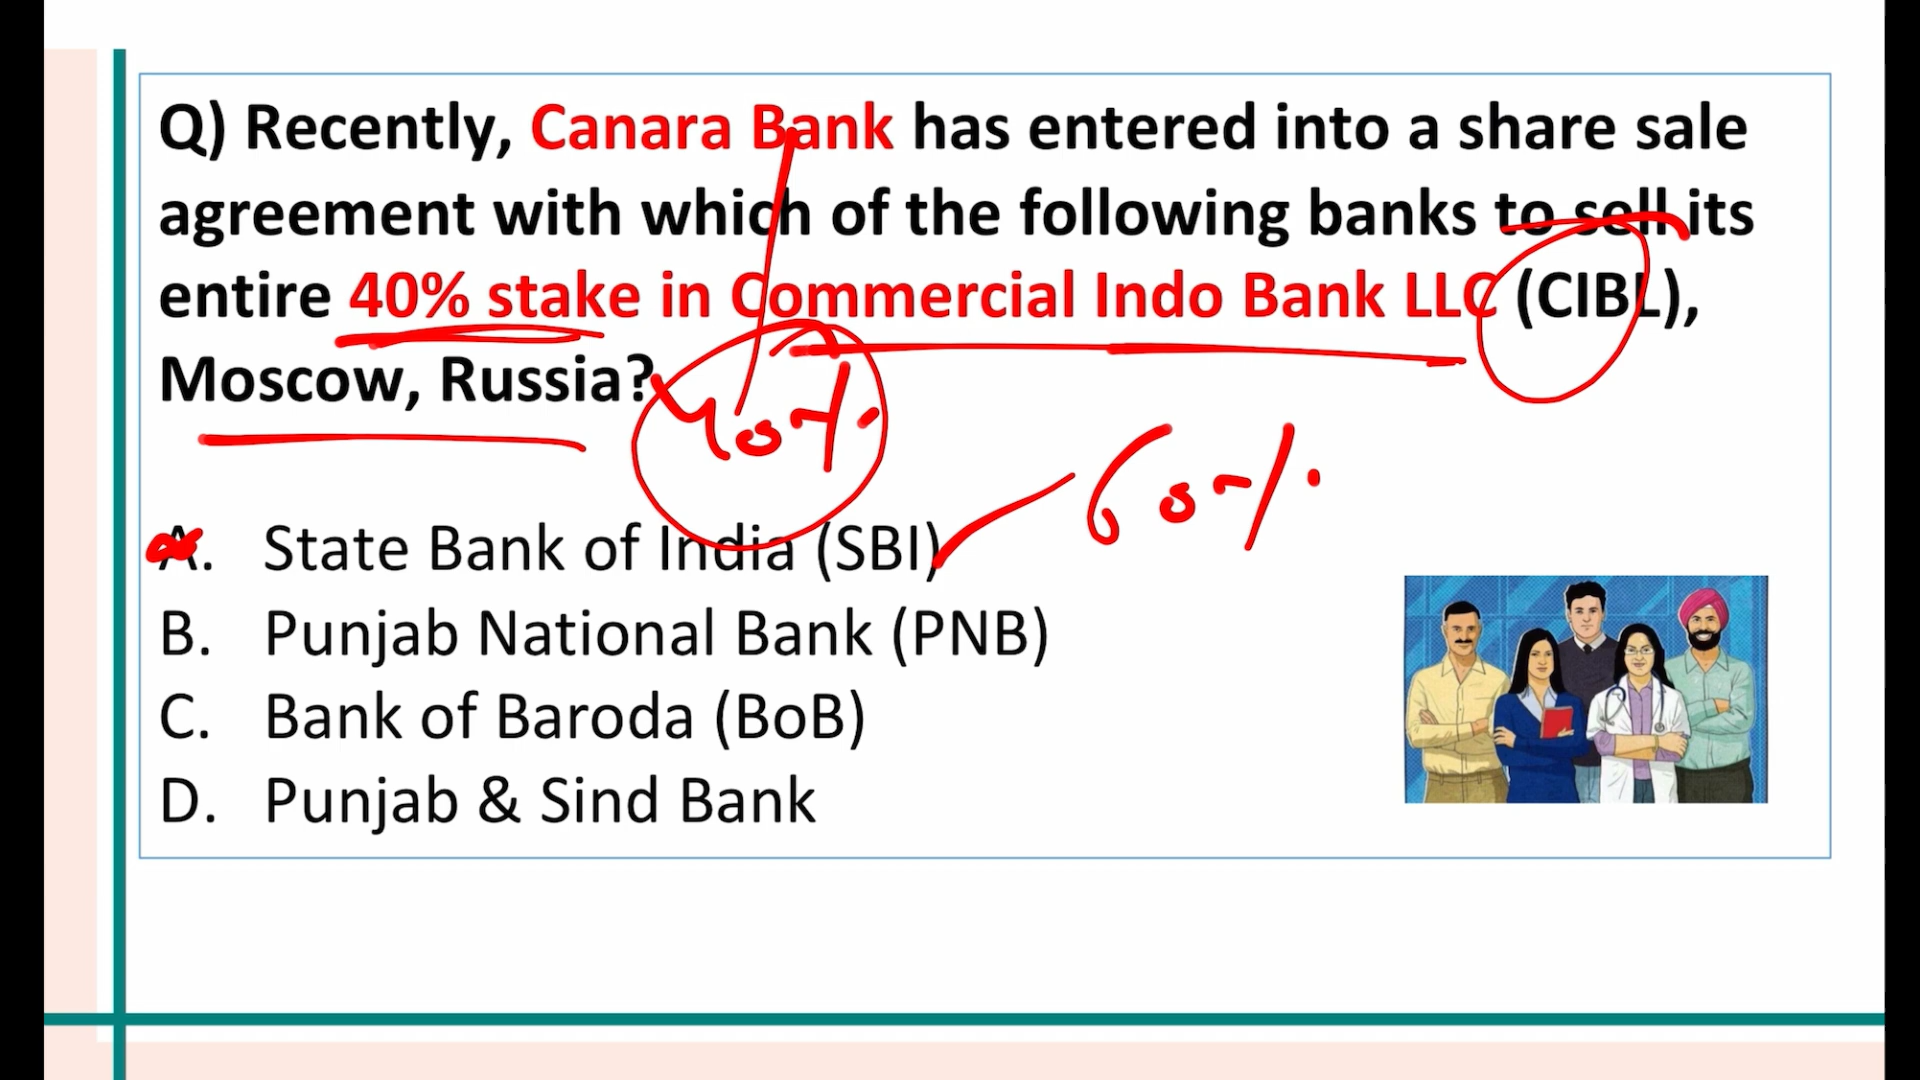 Q) Recently, Canara Bank has entered into a share sale
agreement with which of the following banks to sell its
entire 40% stake in Commercial Indo Bank LLC (CIBL),
Moscow, Russia?
40%
60%
A. State Bank of India (SBI)
B. Punjab National Bank (PNB)
C. Bank of Baroda (BoB)
D. Punjab & Sind Bank